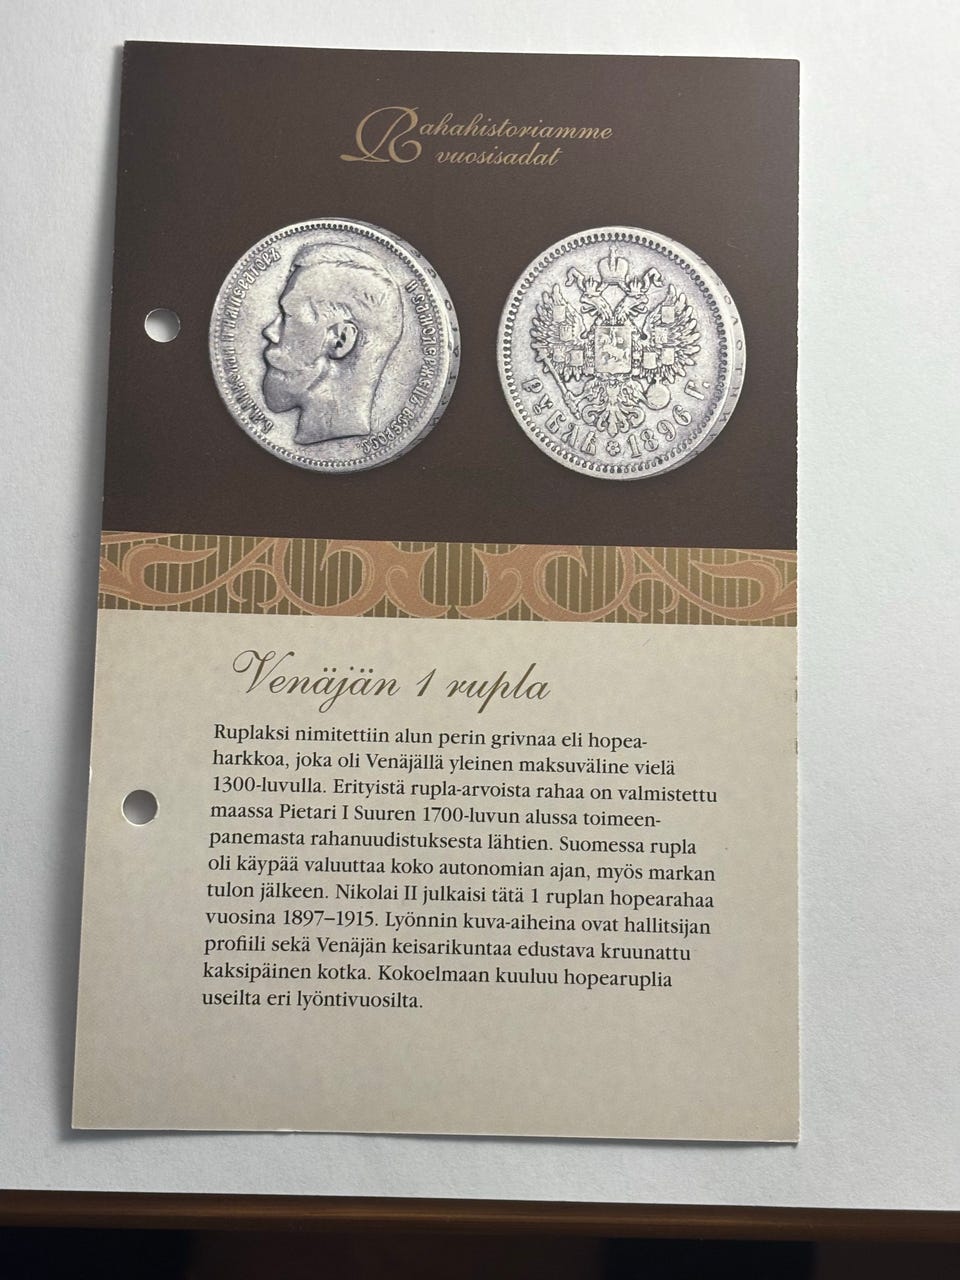 Rahahistoriamme
vuosisadat
И САМОДЕРЖЕЦЪ ВСЕРОСС.
РУБЛЬ 1896 Г.
Venäjän 1 rupla
Ruplaksi nimitettiin alun perin grivnaa eli hopea-
harkkoa, joka oli Venäjällä yleinen maksuväline vielä
1300-luvulla. Erityistä rupla-arvoista rahaa on valmistettu
maassa Pietari I Suuren 1700-luvun alussa toimeen-
panemasta rahanuudistuksesta lähtien. Suomessa rupla
oli käypää valuuttaa koko autonomian ajan, myös markan
tulon jälkeen. Nikolai II julkaisi tätä 1 ruplan hopearahaa
vuosina 1897–1915. Lyönnin kuva-aiheina ovat hallitsijan
profiili sekä Venäjän keisarikuntaa edustava kruunattu
kaksipäinen kotka. Kokoelmaan kuuluu hopearuplia
useilta eri lyöntivuosilta.